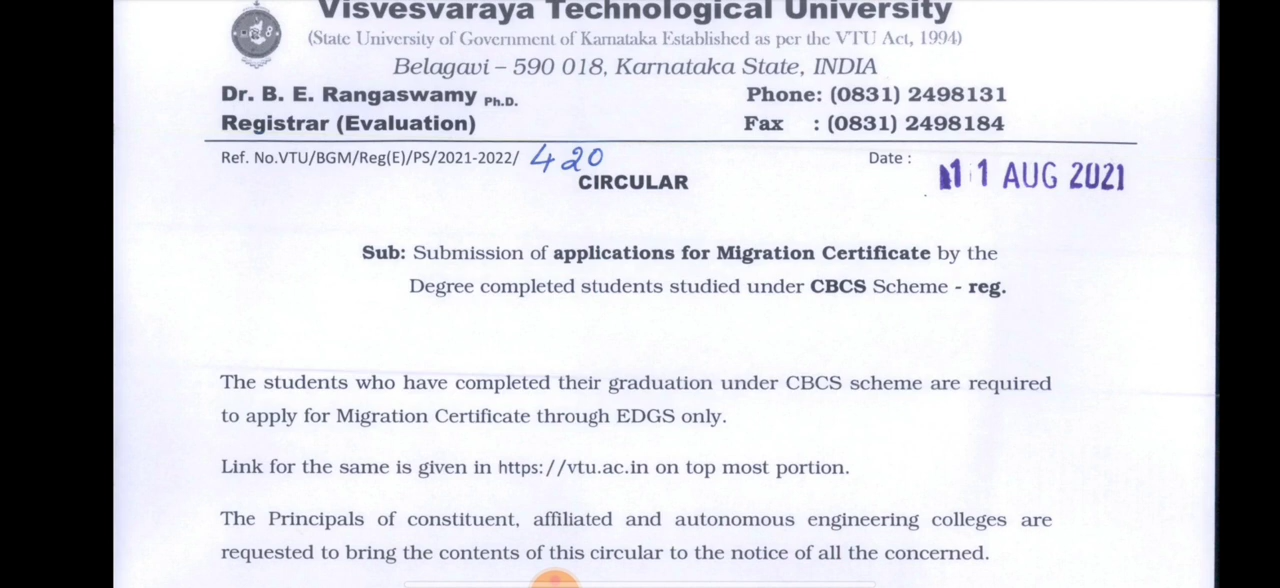 Visvesvaraya Technological University
(State University of Government of Karnataka Established as per the VTU Act, 1994)
Belagavi – 590 018, Karnataka State, INDIA
Dr. B. E. Rangaswamy Ph.D.
Phone: (0831) 2498131
Registrar (Evaluation)
Fax : (0831) 2498184
Ref. No.VTU/BGM/Reg(E)/PS/2021-2022/ 420
Date :
11 AUG 2021
CIRCULAR
Sub: Submission of applications for Migration Certificate by the
Degree completed students studied under CBCS Scheme - reg.
The students who have completed their graduation under CBCS scheme are required
to apply for Migration Certificate through EDGS only.
Link for the same is given in https://vtu.ac.in on top most portion.
The Principals of constituent, affiliated and autonomous engineering colleges are
requested to bring the contents of this circular to the notice of all the concerned.